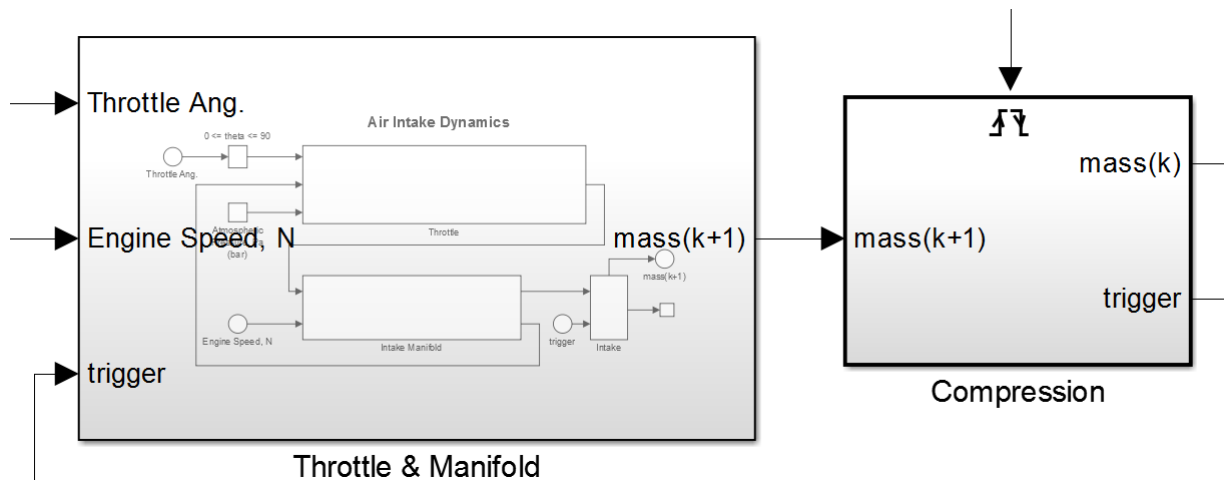 Throttle Ang.
Air Intake Dynamics
0 <= theta <= 90
Throttle Ang.
mass(k)
Engine Speed, N
Atmospheric
(bar)
Throttle
mass(k+1)
mass(k+1)
mass(k+1)
trigger
Engine Speed, N
Intake Manifold
trigger
Intake
trigger
Compression
Throttle & Manifold